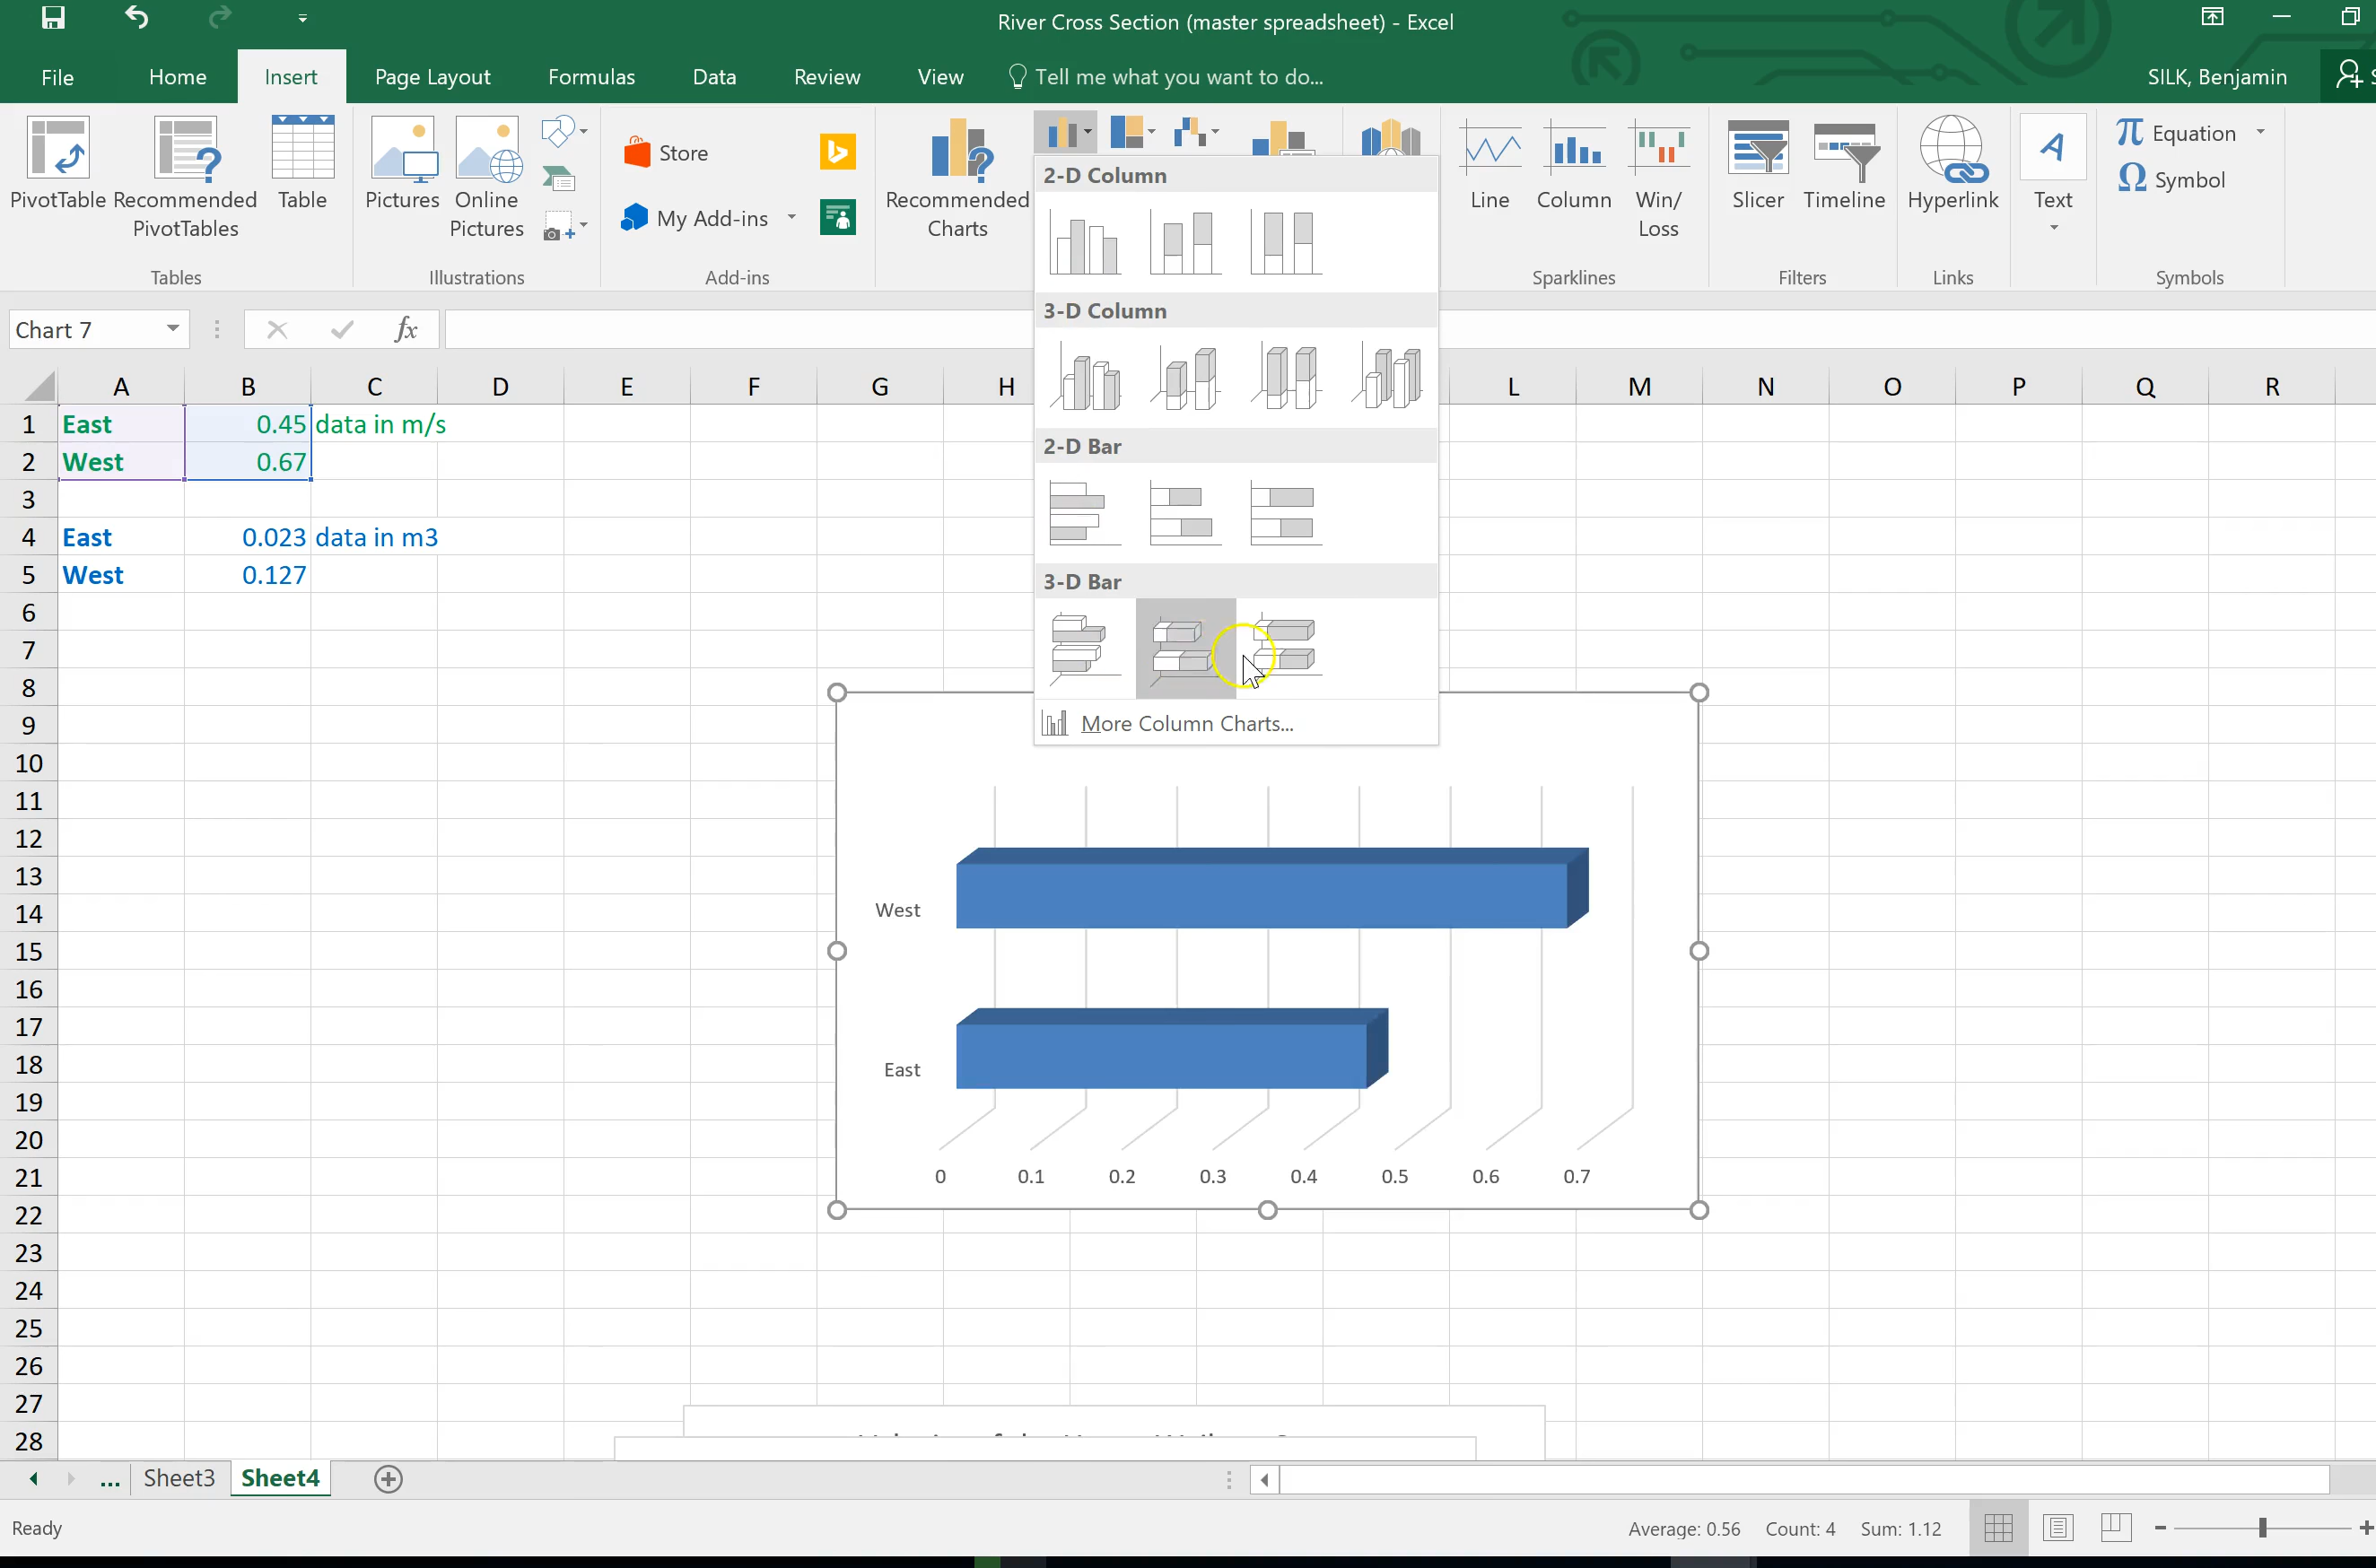 River Cross Section (master spreadsheet) - Excel
File Home Insert Page Layout Formulas Data Review View Tell me what you want to do... SILK, Benjamin
PivotTable Recommended PivotTables Table
Tables
Pictures Online Pictures
Illustrations
Store
My Add-ins
Add-ins
Recommended Charts
2-D Column
3-D Column
2-D Bar
3-D Bar
More Column Charts...
Line Column Win/ Loss
Sparklines
Slicer Timeline
Filters
Hyperlink
Links
Text
Equation
Symbol
Symbols
Chart 7
fx
A B C D E F G H L M N O P Q R
1 East 0.45 data in m/s
2 West 0.67
3
4 East 0.023 data in m3
5 West 0.127
6
7
8
9
10
11
12
13
14
15
16
17
18
19
20
21
22
23
24
25
26
27
28
West
East
0 0.1 0.2 0.3 0.4 0.5 0.6 0.7
... Sheet3 Sheet4
Ready
Average: 0.56 Count: 4 Sum: 1.12